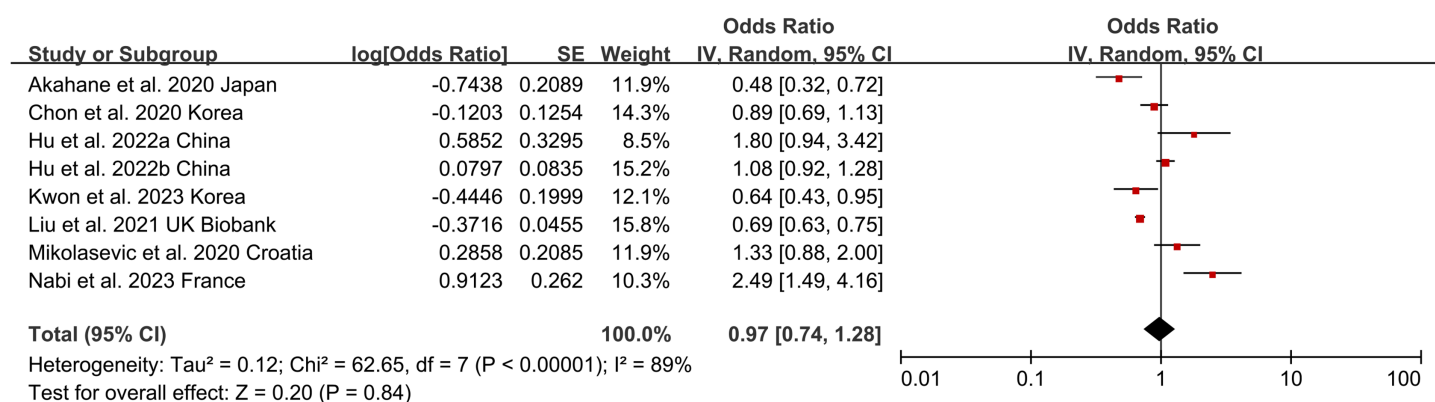 Odds Ratio Odds Ratio
Study or Subgroup log[Odds Ratio] SE Weight IV, Random, 95% CI IV, Random, 95% CI
Akahane et al. 2020 Japan -0.7438 0.2089 11.9% 0.48 [0.32, 0.72]
Chon et al. 2020 Korea -0.1203 0.1254 14.3% 0.89 [0.69, 1.13]
Hu et al. 2022a China 0.5852 0.3295 8.5% 1.80 [0.94, 3.42]
Hu et al. 2022b China 0.0797 0.0835 15.2% 1.08 [0.92, 1.28]
Kwon et al. 2023 Korea -0.4446 0.1999 12.1% 0.64 [0.43, 0.95]
Liu et al. 2021 UK Biobank -0.3716 0.0455 15.8% 0.69 [0.63, 0.75]
Mikolasevic et al. 2020 Croatia 0.2858 0.2085 11.9% 1.33 [0.88, 2.00]
Nabi et al. 2023 France 0.9123 0.262 10.3% 2.49 [1.49, 4.16]
Total (95% CI) 100.0% 0.97 [0.74, 1.28]
Heterogeneity: Tau² = 0.12; Chi² = 62.65, df = 7 (P < 0.00001); I² = 89%
Test for overall effect: Z = 0.20 (P = 0.84)
0.01 0.1 1 10 100